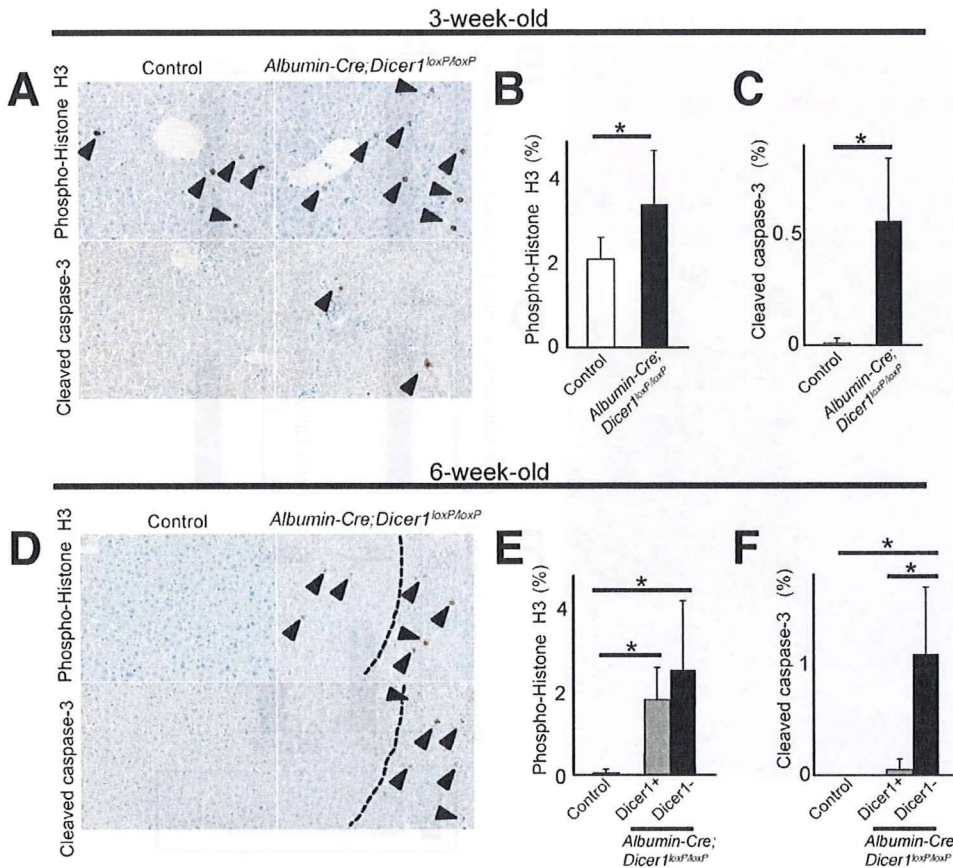 3-week-old
A
Control
Albumin-Cre;Dicer1loxP/loxP
Phospho-Histone H3
Cleaved caspase-3
B
Phospho-Histone H3 (%)
4
2
0
*
Control
Albumin-Cre;
Dicer1loxP/loxP
C
Cleaved caspase-3 (%)
0.5
0
*
Control
Albumin-Cre;
Dicer1loxP/loxP
6-week-old
D
Control
Albumin-Cre;Dicer1loxP/loxP
Phospho-Histone H3
Cleaved caspase-3
E
Phospho-Histone H3 (%)
4
2
0
*
*
Control
Dicer1+
Dicer1-
Albumin-Cre;
Dicer1loxP/loxP
F
Cleaved caspase-3 (%)
1
0
*
*
Control
Dicer1+
Dicer1-
Albumin-Cre
Dicer1loxP/loxP